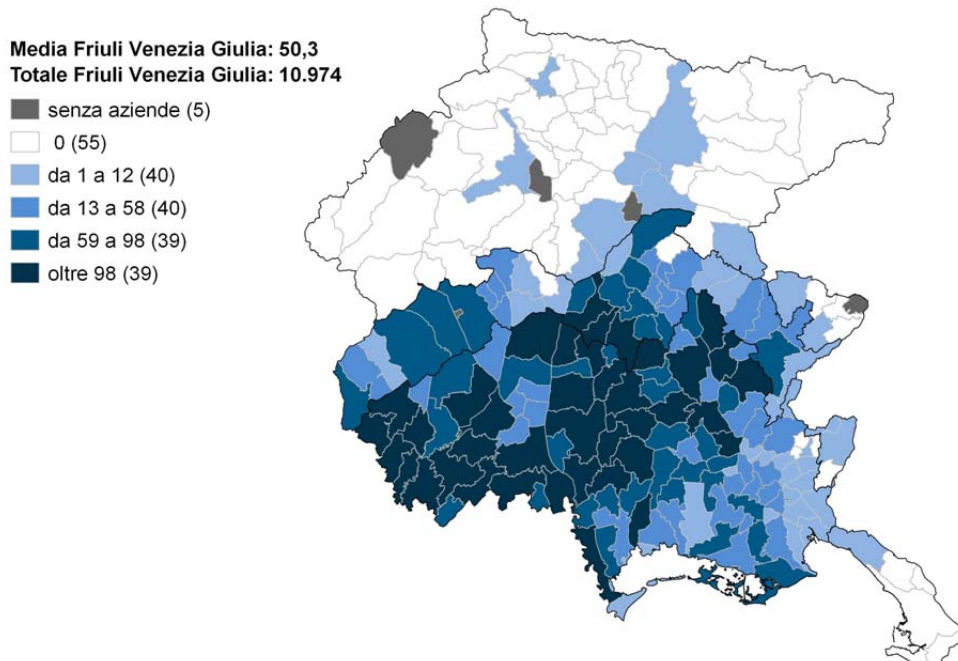 Media Friuli Venezia Giulia: 50,3
Totale Friuli Venezia Giulia: 10.974
senza aziende (5)
0 (55)
da 1 a 12 (40)
da 13 a 58 (40)
da 59 a 98 (39)
oltre 98 (39)